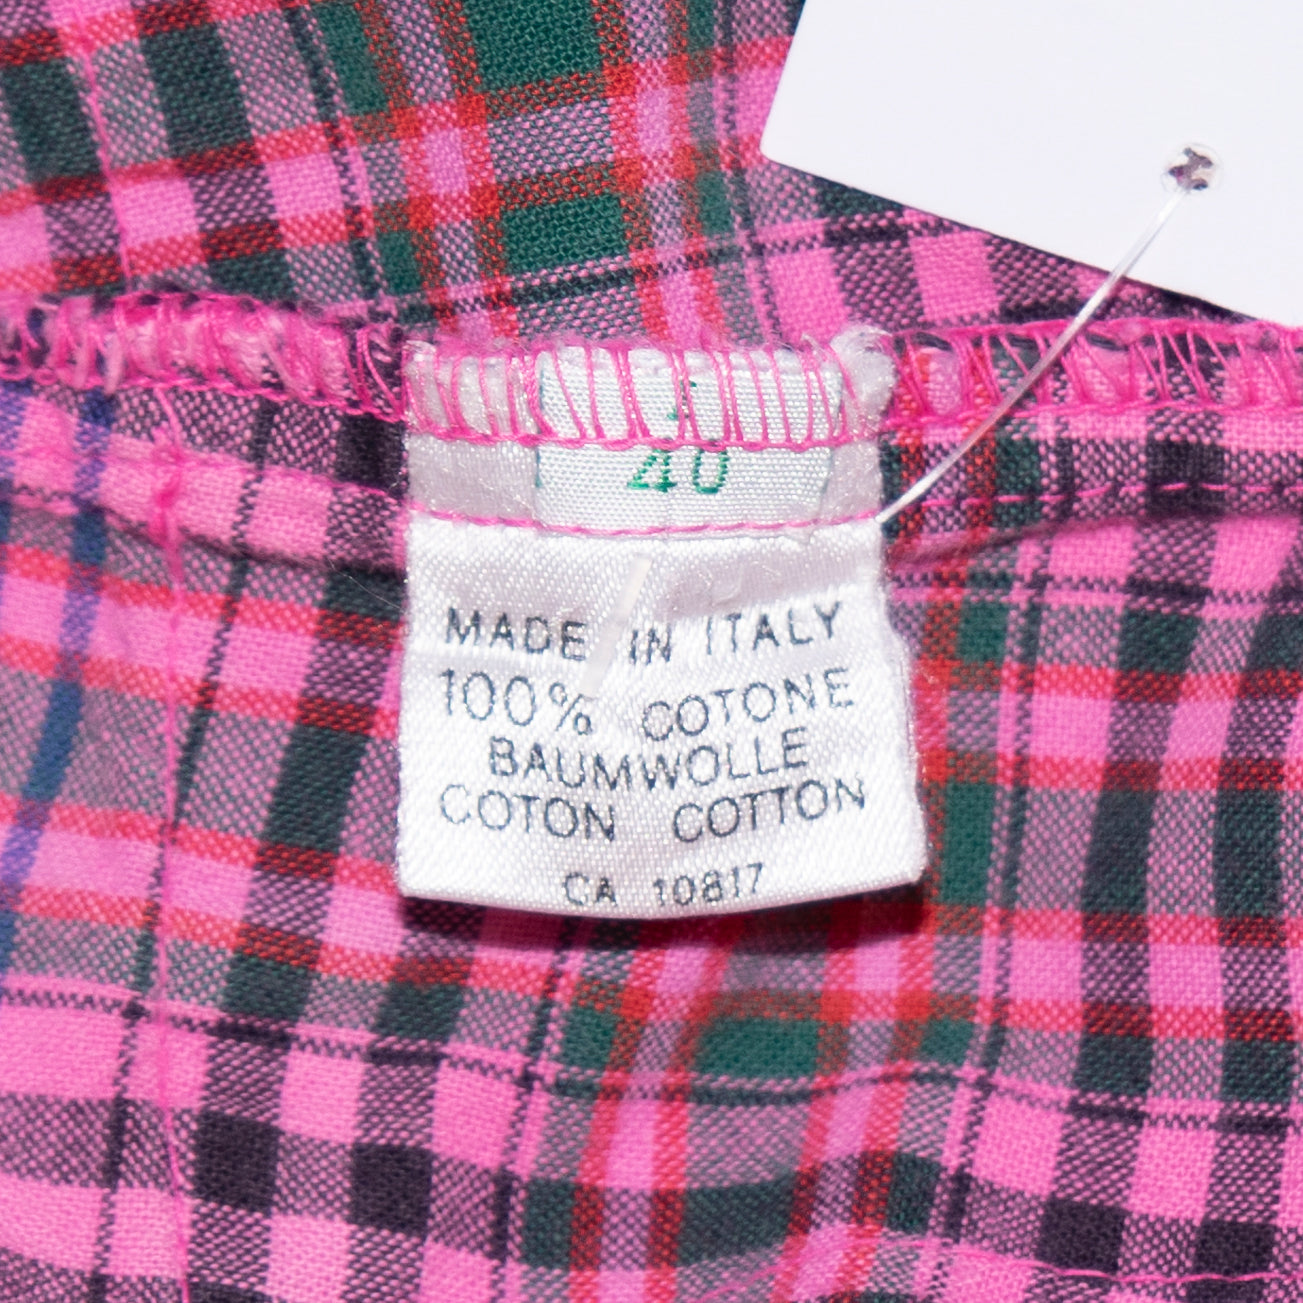 40
MADE IN ITALY
100% COTONE
BAUMWOLLE
COTON COTTON
CA 10817